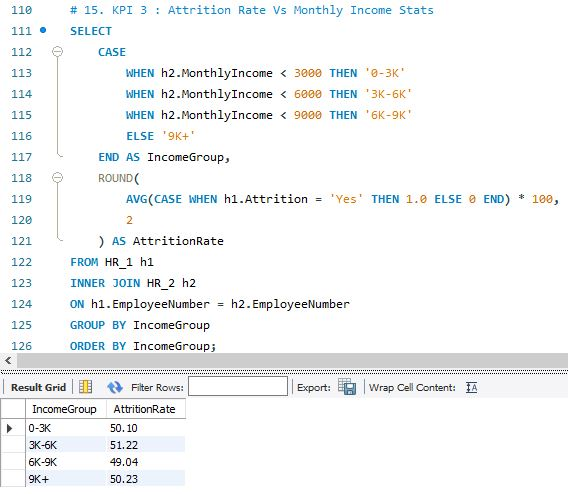 110 # 15. KPI 3 : Attrition Rate Vs Monthly Income Stats
111 SELECT
112 CASE
113 WHEN h2.MonthlyIncome < 3000 THEN '0-3K'
114 WHEN h2.MonthlyIncome < 6000 THEN '3K-6K'
115 WHEN h2.MonthlyIncome < 9000 THEN '6K-9K'
116 ELSE '9K+'
117 END AS IncomeGroup,
118 ROUND(
119 AVG(CASE WHEN h1.Attrition = 'Yes' THEN 1.0 ELSE 0 END) * 100,
120 2
121 ) AS AttritionRate
122 FROM HR_1 h1
123 INNER JOIN HR_2 h2
124 ON h1.EmployeeNumber = h2.EmployeeNumber
125 GROUP BY IncomeGroup
126 ORDER BY IncomeGroup;
Result Grid Filter Rows: Export: Wrap Cell Content:
IncomeGroup AttritionRate
0-3K 50.10
3K-6K 51.22
6K-9K 49.04
9K+ 50.23